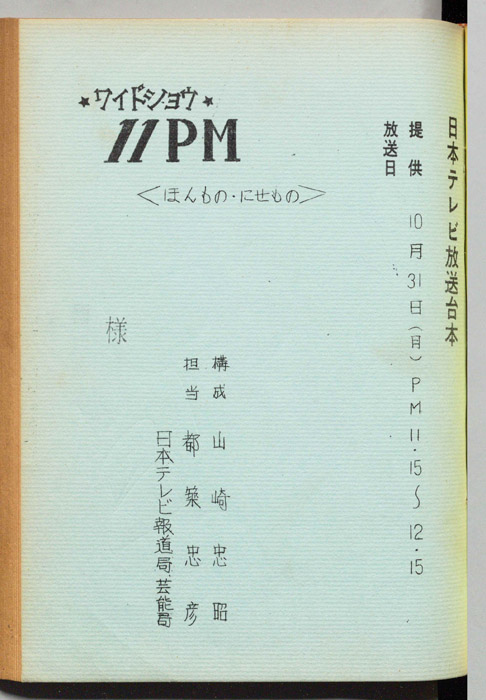 日本テレビ放送台本
提供
放送日 10月31日(月)PM11.15～12.15
★ワイドショウ★
11PM
<ほんもの・にせもの>
様
構成 山崎忠昭
担当 都築忠彦
日本テレビ報道局.芸能局